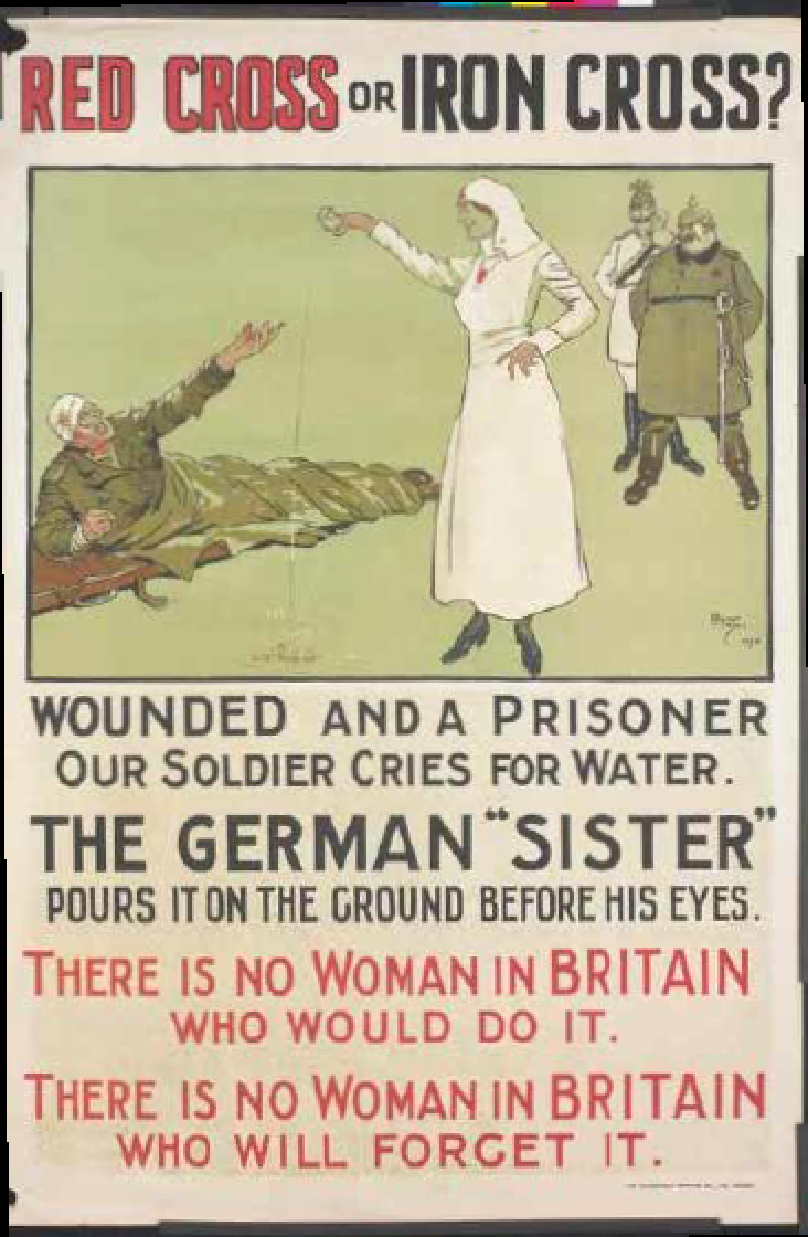 RED CROSS OR IRON CROSS?
WOUNDED AND A PRISONER
OUR SOLDIER CRIES FOR WATER.
THE GERMAN "SISTER"
POURS IT ON THE GROUND BEFORE HIS EYES.
THERE IS NO WOMAN IN BRITAIN
WHO WOULD DO IT.
THERE IS NO WOMAN IN BRITAIN
WHO WILL FORGET IT.